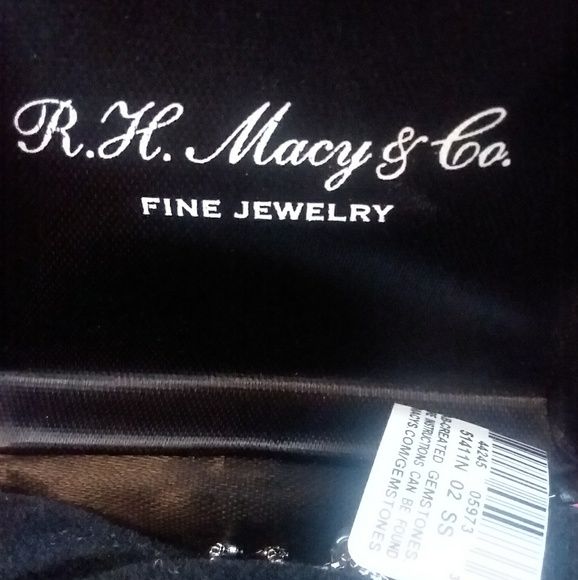 R.H. Macy & Co.
FINE JEWELRY
44245 05973
51411N 02 SS
CREATED GEMSTONES
INSTRUCTIONS CAN BE FOUND
MACYS.COM/GEMSTONES